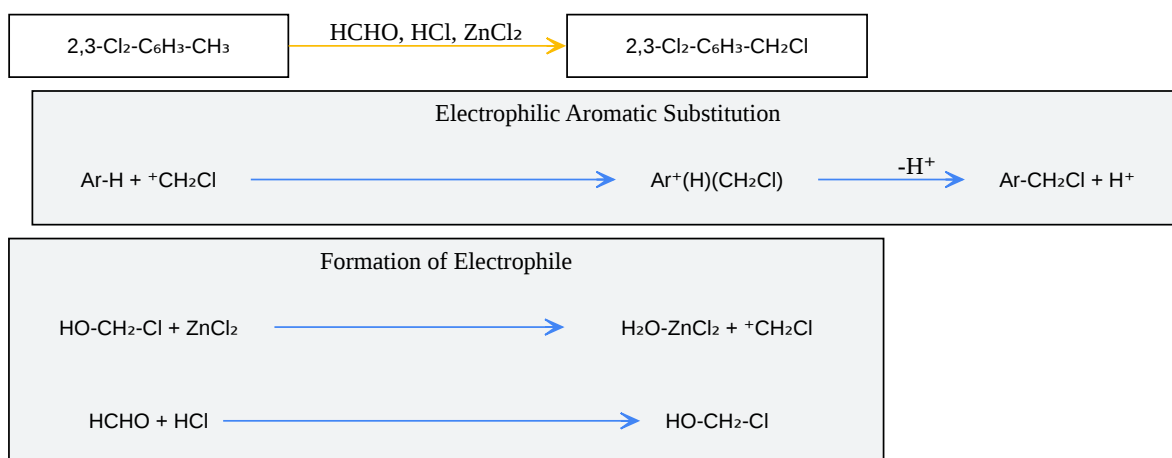 2,3-Cl₂-C₆H₃-CH₃
HCHO, HCl, ZnCl₂
2,3-Cl₂-C₆H₃-CH₂Cl
Electrophilic Aromatic Substitution
Ar-H + ⁺CH₂Cl
Ar⁺(H)(CH₂Cl)
-H⁺
Ar-CH₂Cl + H⁺
Formation of Electrophile
HO-CH₂-Cl + ZnCl₂
H₂O-ZnCl₂ + ⁺CH₂Cl
HCHO + HCl
HO-CH₂-Cl